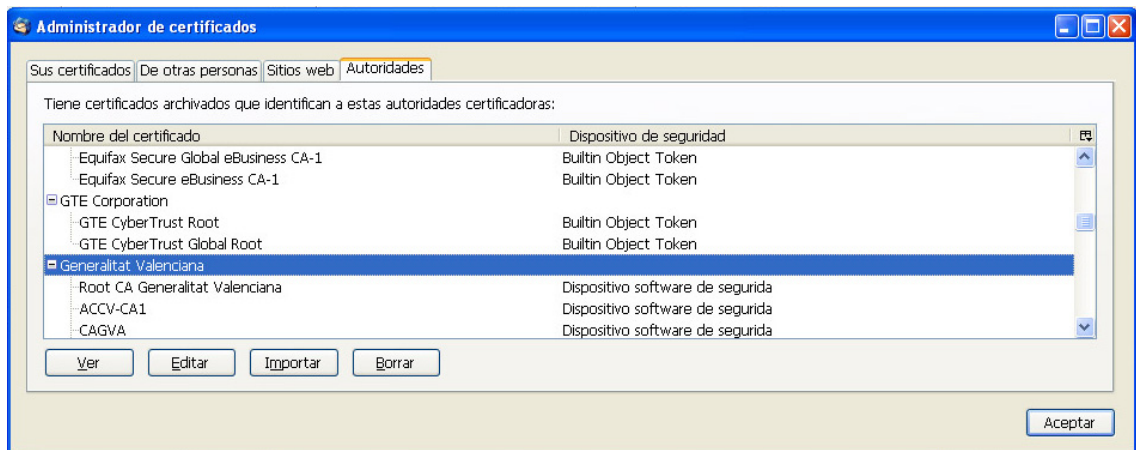 Administrador de certificados
Sus certificados De otras personas Sitios web Autoridades
Tiene certificados archivados que identifican a estas autoridades certificadoras:
Nombre del certificado Dispositivo de seguridad
Equifax Secure Global eBusiness CA-1 Builtin Object Token
Equifax Secure eBusiness CA-1 Builtin Object Token
GTE Corporation
GTE CyberTrust Root Builtin Object Token
GTE CyberTrust Global Root Builtin Object Token
Generalitat Valenciana
Root CA Generalitat Valenciana Dispositivo software de segurida
ACCV-CA1 Dispositivo software de segurida
CAGVA Dispositivo software de segurida
Ver Editar Importar Borrar
Aceptar